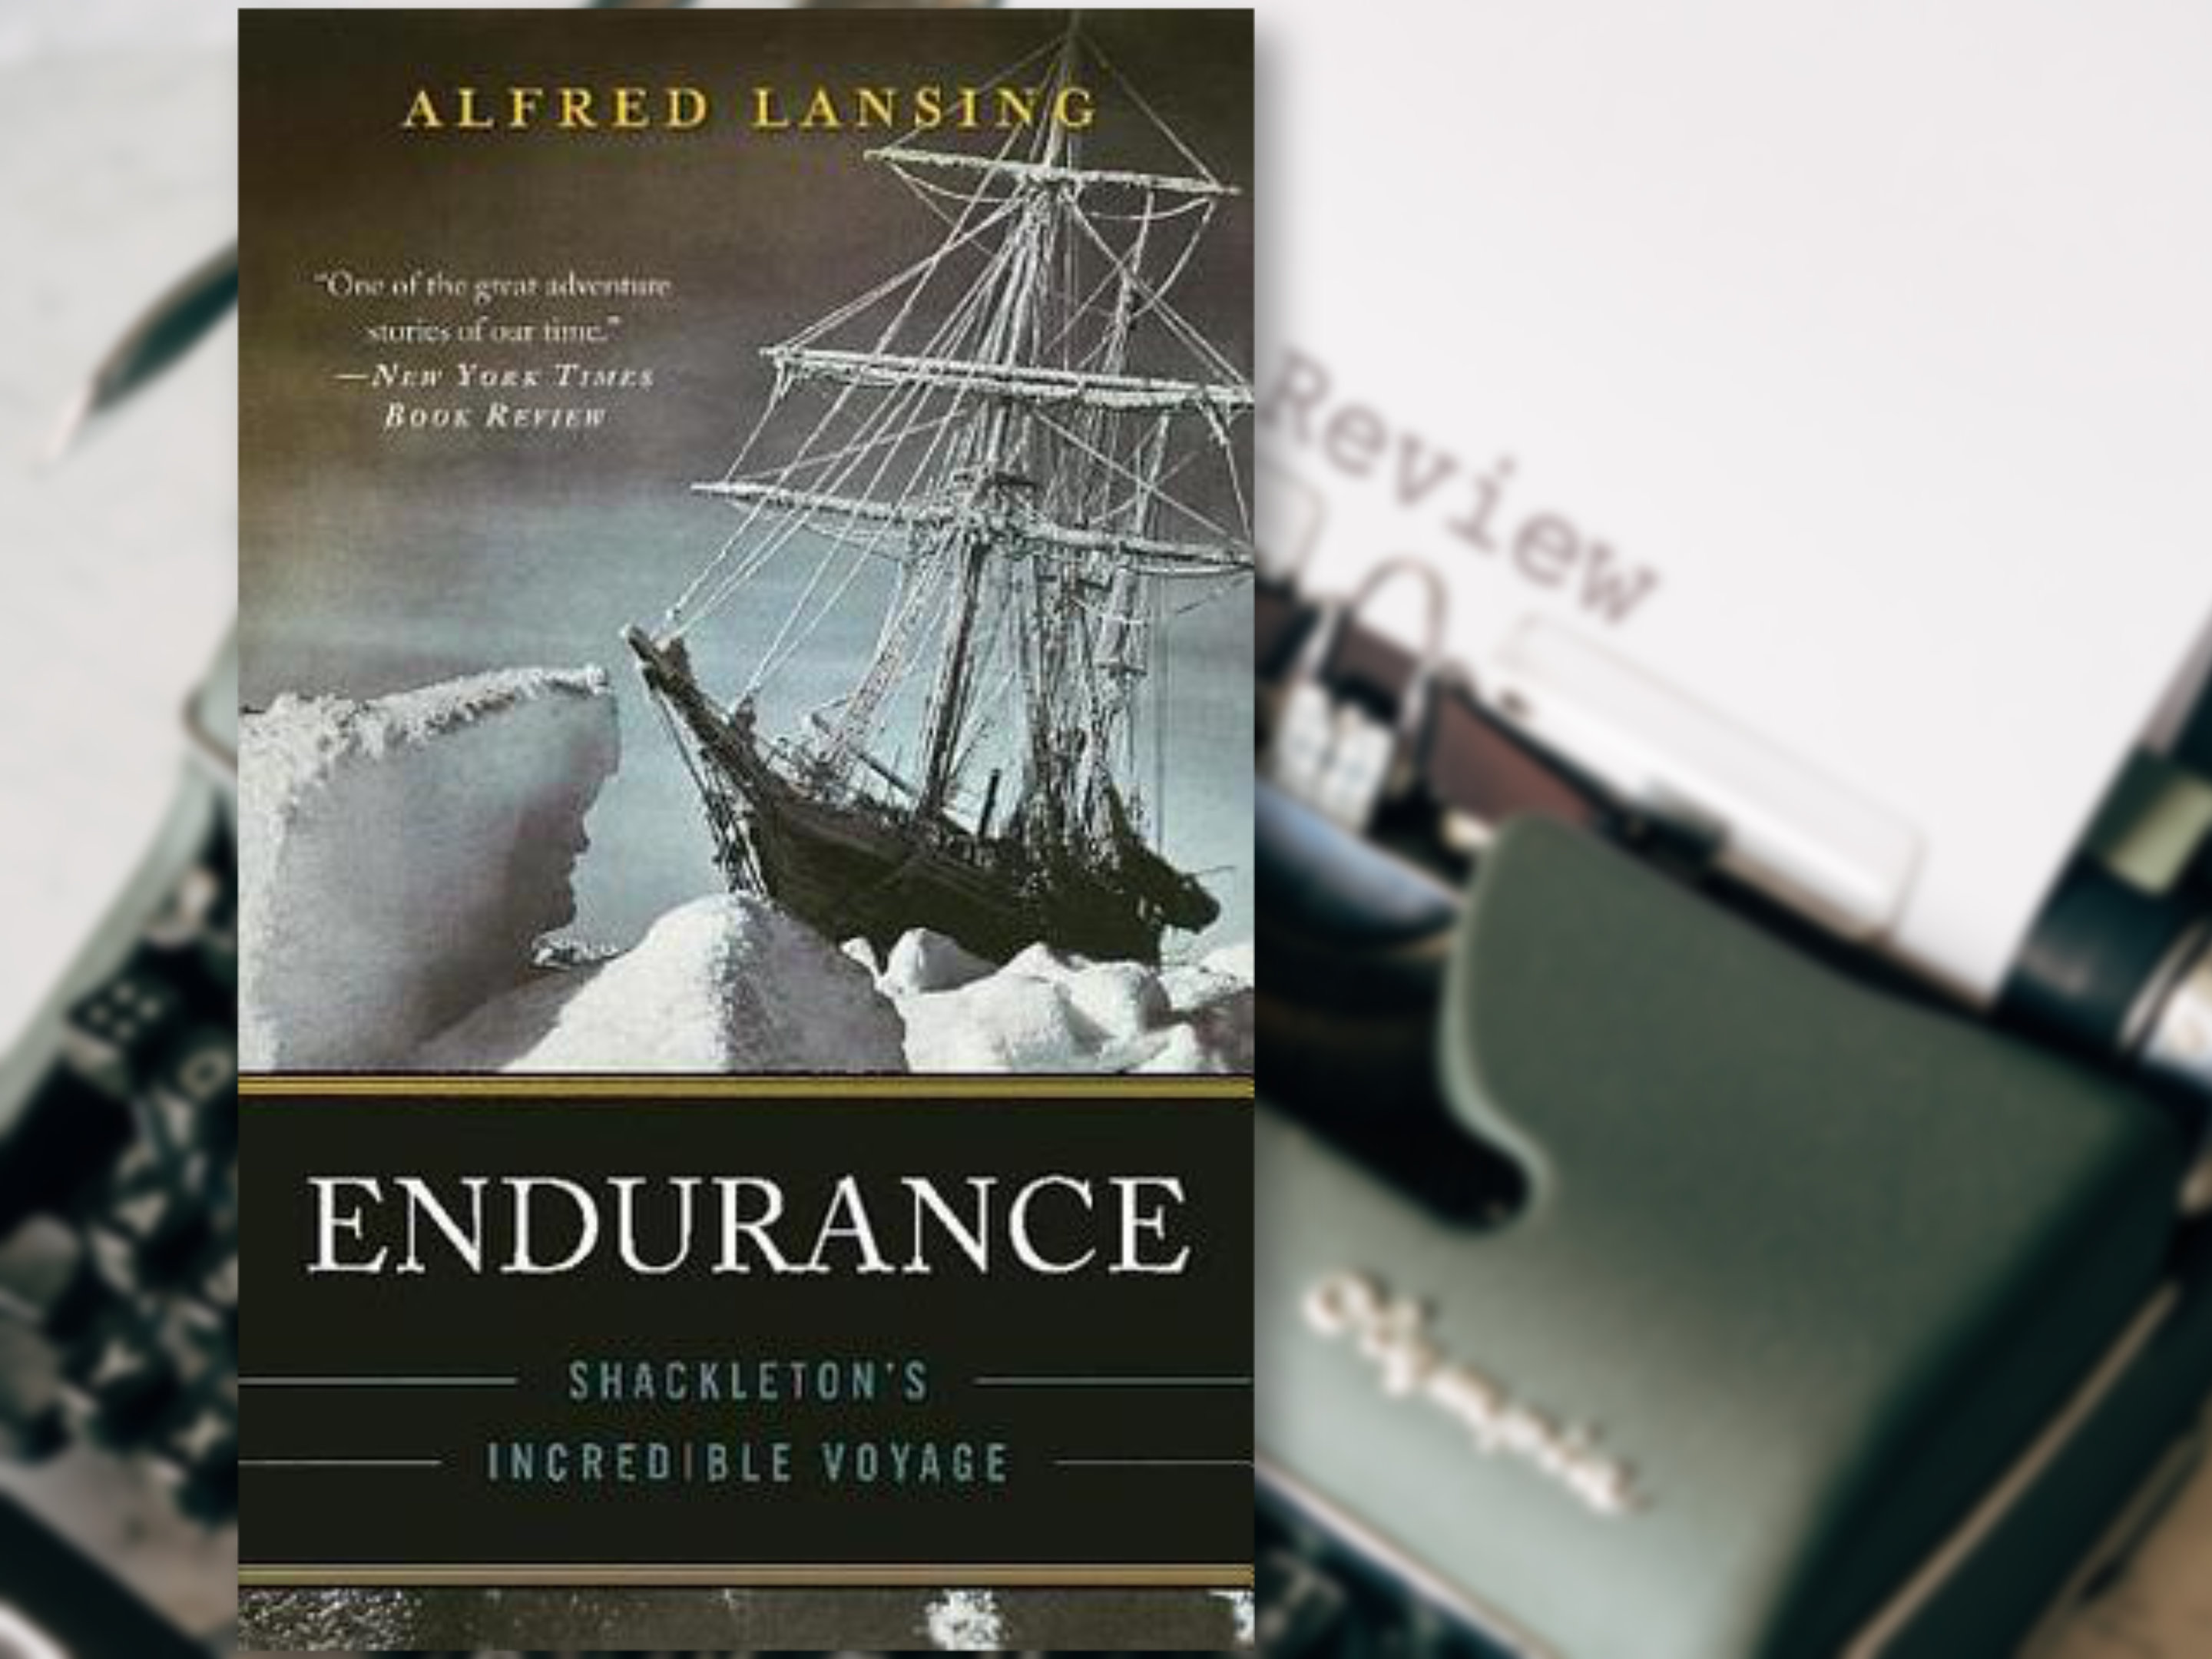 ALFRED LANSING
"One of the great adventure
stories of our time."
—NEW YORK TIMES
BOOK REVIEW
Review
ENDURANCE
SHACKLETON'S
INCREDIBLE VOYAGE
Olympia